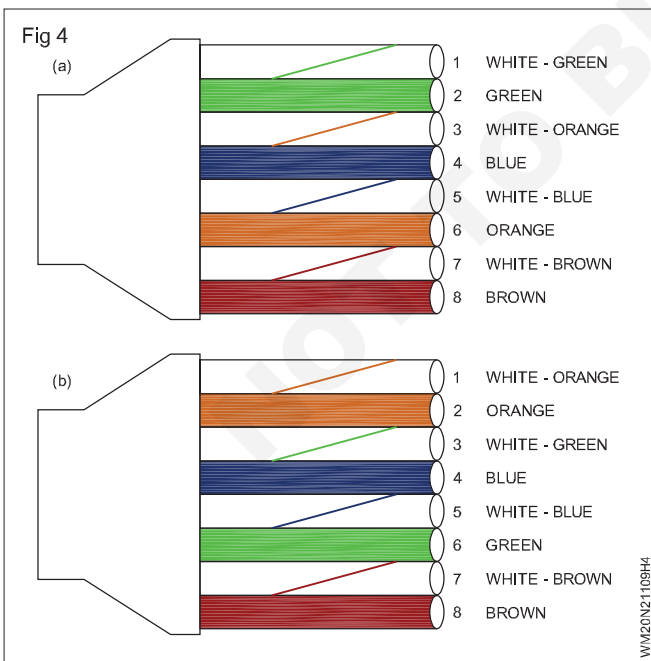 Fig 4
(a)
1 WHITE - GREEN
2 GREEN
3 WHITE - ORANGE
4 BLUE
5 WHITE - BLUE
6 ORANGE
7 WHITE - BROWN
8 BROWN
(b)
1 WHITE - ORANGE
2 ORANGE
3 WHITE - GREEN
4 BLUE
5 WHITE - BLUE
6 GREEN
7 WHITE - BROWN
8 BROWN
WM20N21109H4
NOT TO B